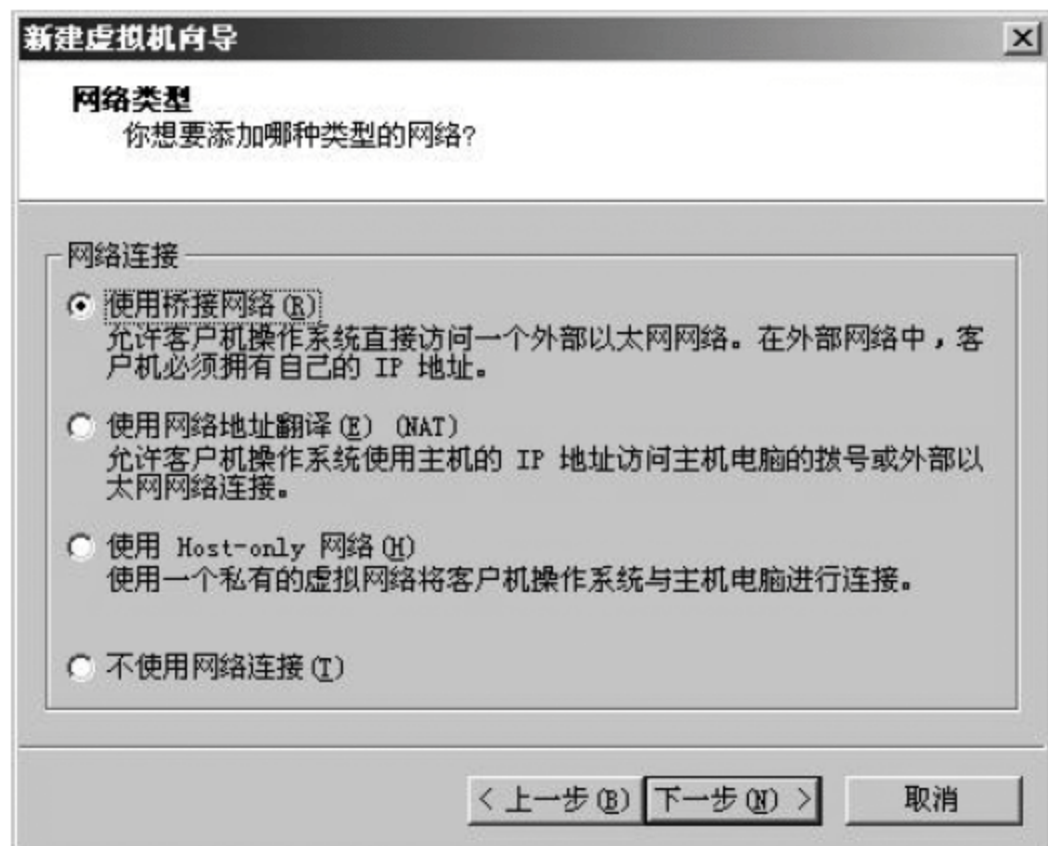 新建虚拟机向导
网络类型
你想要添加哪种类型的网络?
网络连接
使用桥接网络(R)
允许客户机操作系统直接访问一个外部以太网网络。在外部网络中，客
户机必须拥有自己的 IP 地址。
使用网络地址翻译(E) (NAT)
允许客户机操作系统使用主机的 IP 地址访问主机电脑的拨号或外部以
太网网络连接。
使用 Host-only 网络(H)
使用一个私有的虚拟网络将客户机操作系统与主机电脑进行连接。
不使用网络连接(T)
< 上一步(B) 下一步(N) > 取消